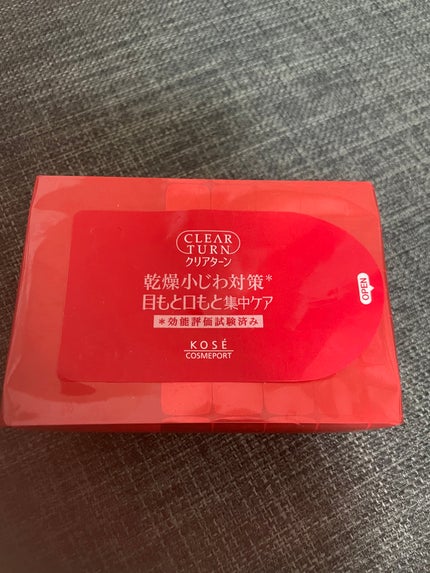 CLEAR
TURN
クリアターン
乾燥小じわ対策*
目もと口もと集中ケア
*効能評価試験済み
OPEN
KOSÉ
COSMEPORT